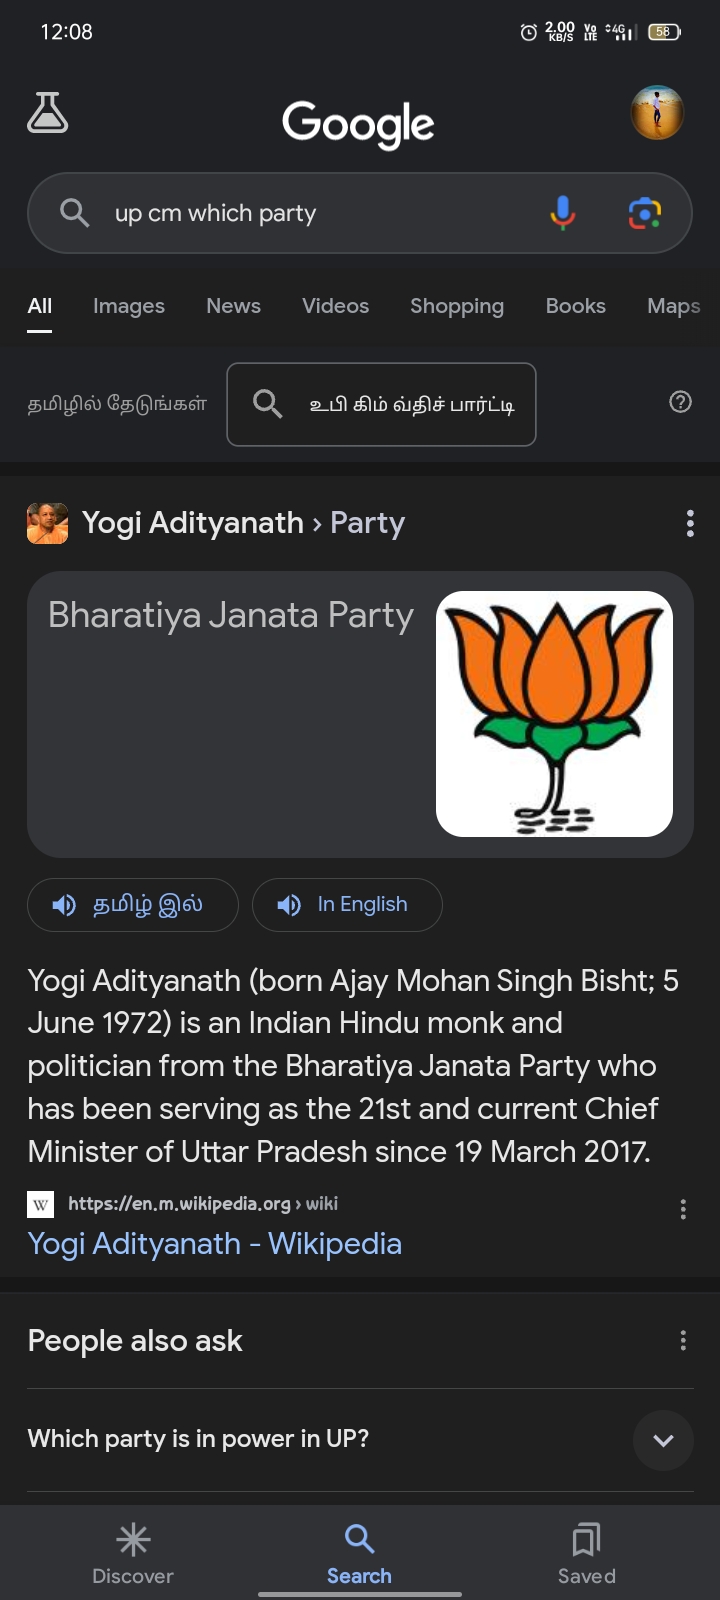 12:08
2.00 KB/S Vo LTE 4G 58
Google
up cm which party
All Images News Videos Shopping Books Maps
தமிழில் தேடுங்கள் உபி கிம் வ்திச் பார்ட்டி
Yogi Adityanath › Party
Bharatiya Janata Party
தமிழ் இல் In English
Yogi Adityanath (born Ajay Mohan Singh Bisht; 5
June 1972) is an Indian Hindu monk and
politician from the Bharatiya Janata Party who
has been serving as the 21st and current Chief
Minister of Uttar Pradesh since 19 March 2017.
W https://en.m.wikipedia.org › wiki
Yogi Adityanath - Wikipedia
People also ask
Which party is in power in UP?
Discover Search Saved